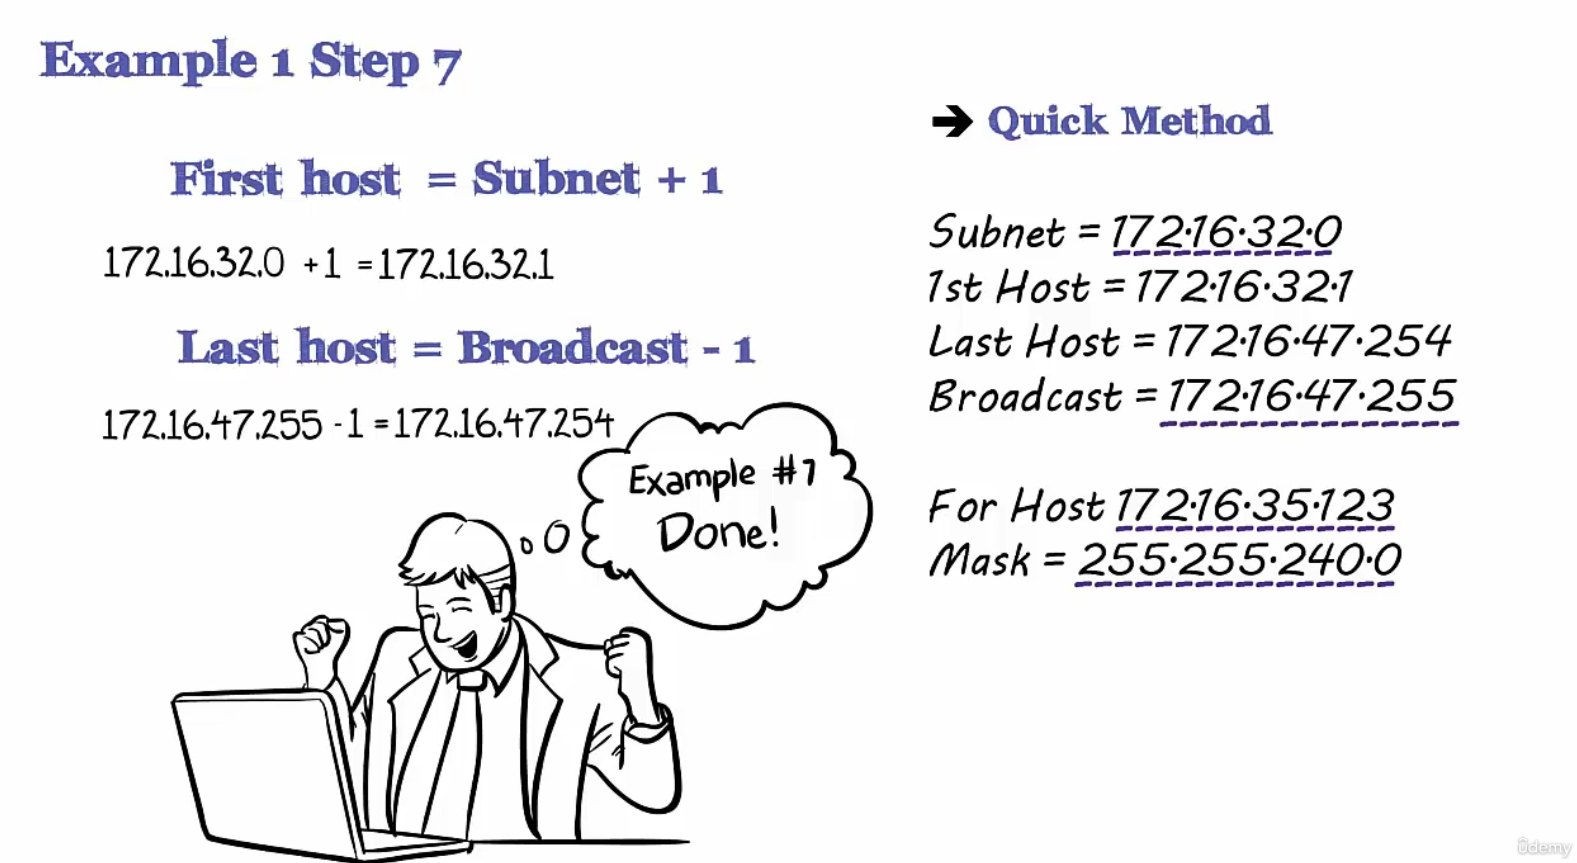 Example 1 Step 7
First host = Subnet + 1
172.16.32.0 +1 =172.16.32.1
Last host = Broadcast - 1
172.16.47.255 -1 =172.16.47.254
Example #1
Done!
➔ Quick Method
Subnet = 172.16.32.0
1st Host = 172.16.32.1
Last Host = 172.16.47.254
Broadcast = 172.16.47.255
For Host 172.16.35.123
Mask = 255.255.240.0
ûdemy